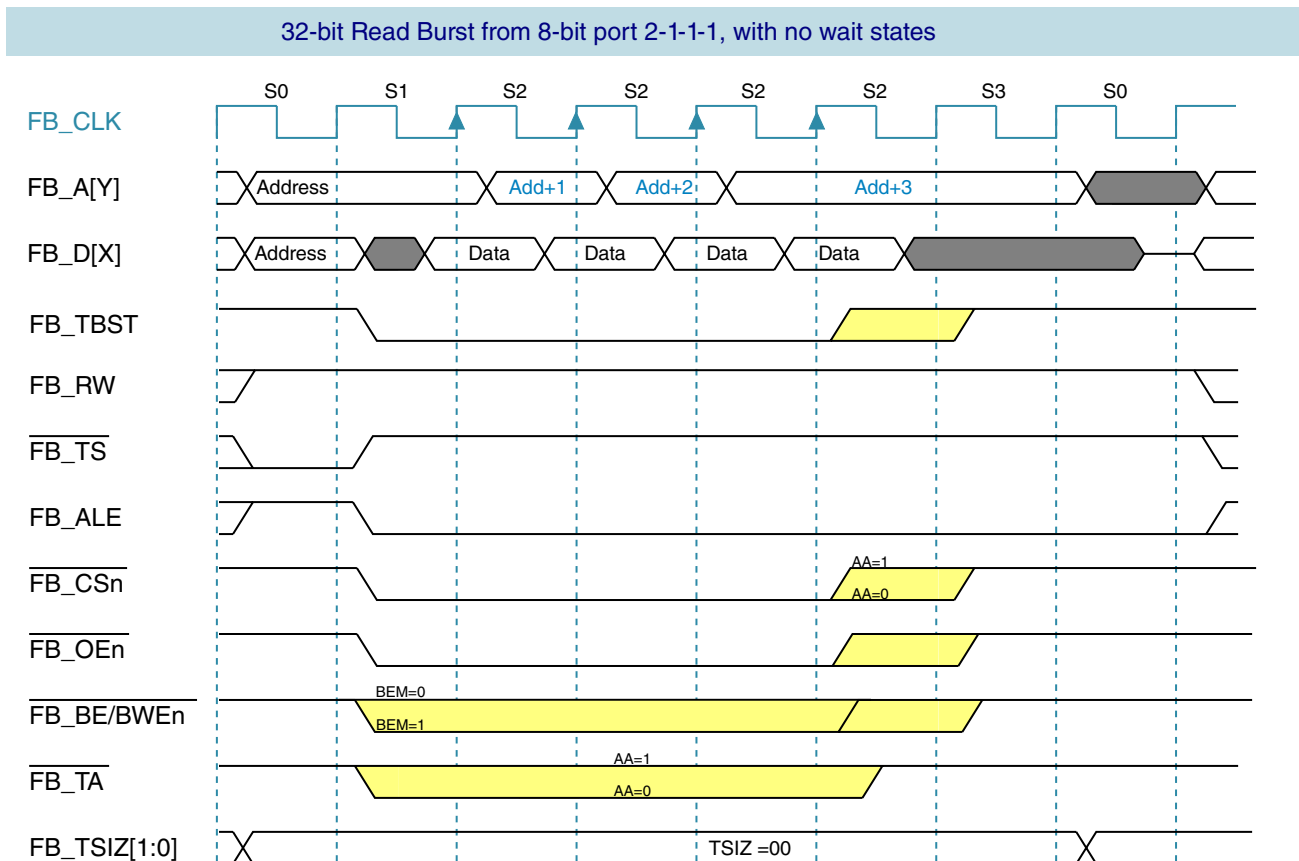 32-bit Read Burst from 8-bit port 2-1-1-1, with no wait states
S0 S1 S2 S2 S2 S2 S3 S0
FB_CLK
FB_A[Y] Address Add+1 Add+2 Add+3
FB_D[X] Address Data Data Data Data
FB_TBST
FB_RW
FB_TS
FB_ALE
AA=1
FB_CSn
AA=0
FB_OEn
BEM=0
FB_BE/BWEn
BEM=1
AA=1
FB_TA
AA=0
FB_TSIZ[1:0] TSIZ =00